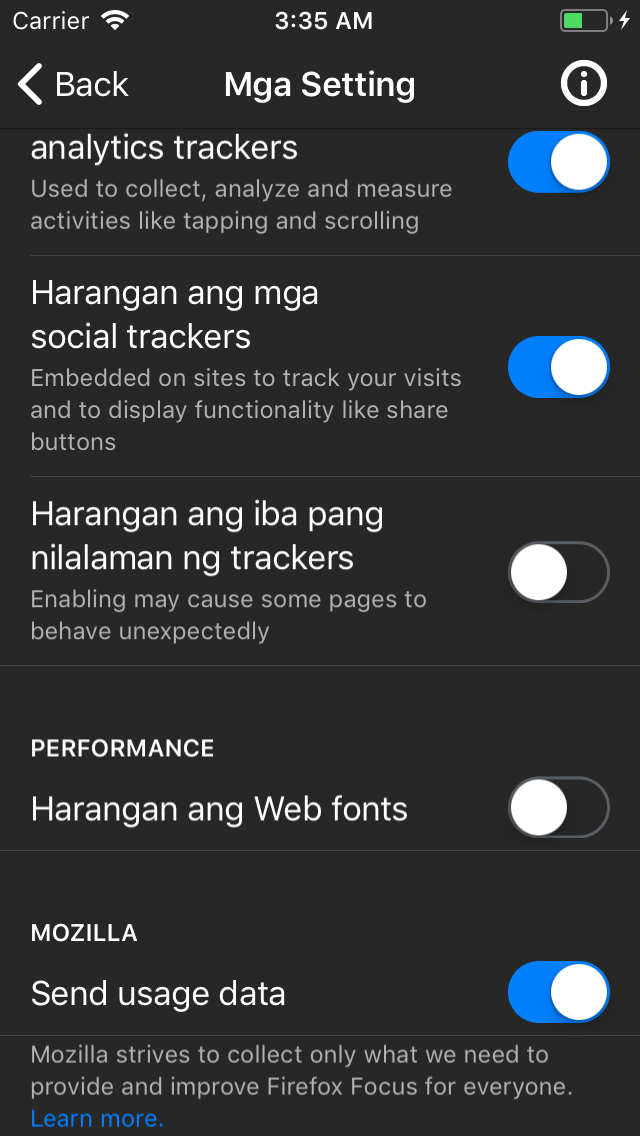 Carrier 3:35 AM
Back Mga Setting
analytics trackers
Used to collect, analyze and measure
activities like tapping and scrolling
Harangan ang mga
social trackers
Embedded on sites to track your visits
and to display functionality like share
buttons
Harangan ang iba pang
nilalaman ng trackers
Enabling may cause some pages to
behave unexpectedly
PERFORMANCE
Harangan ang Web fonts
MOZILLA
Send usage data
Mozilla strives to collect only what we need to
provide and improve Firefox Focus for everyone.
Learn more.